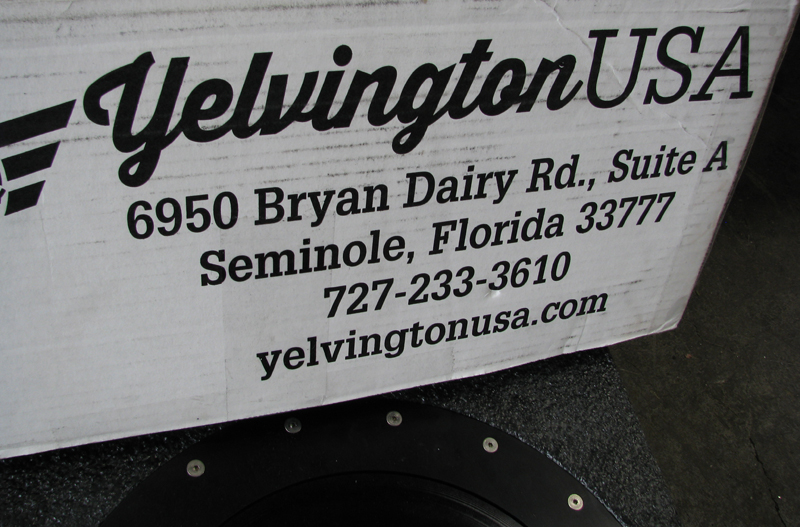 YelvingtonUSA
6950 Bryan Dairy Rd., Suite A
Seminole, Florida 33777
727-233-3610
yelvingtonusa.com